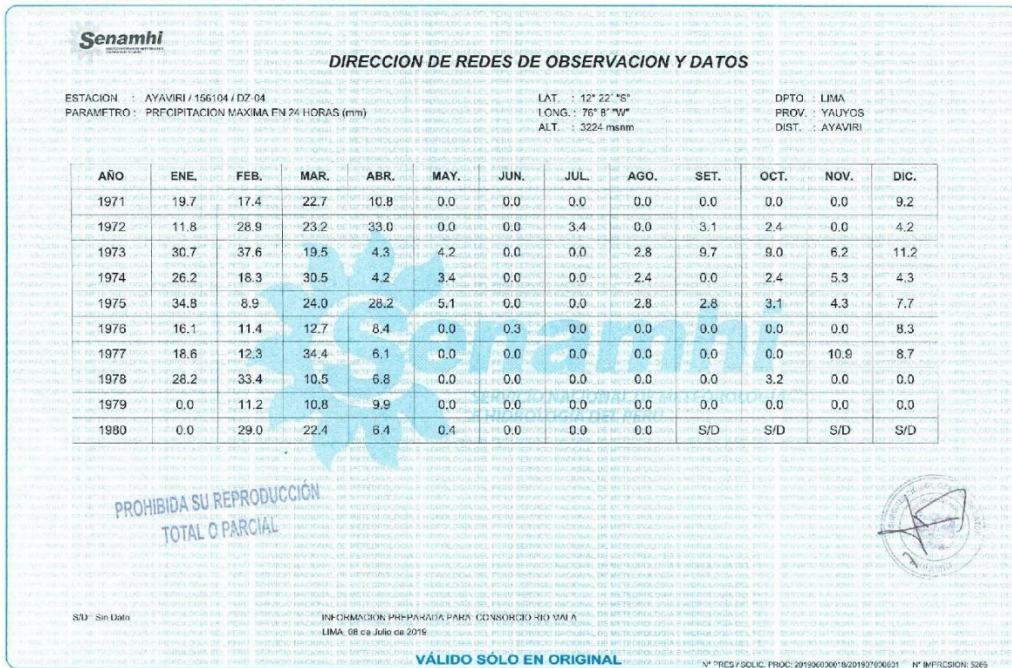 Senamhi
DIRECCION DE REDES DE OBSERVACION Y DATOS
ESTACION : AYAVIRI / 156104 / DZ-04 LAT. : 12° 22' "S" DPTO. : LIMA
PARAMETRO : PRECIPITACION MAXIMA EN 24 HORAS (mm) LONG. : 76° 8' "W" PROV. : YAUYOS
ALT. : 3224 msnm DIST. : AYAVIRI
AÑO ENE. FEB. MAR. ABR. MAY. JUN. JUL. AGO. SET. OCT. NOV. DIC.
1971 19.7 17.4 22.7 10.8 0.0 0.0 0.0 0.0 0.0 0.0 0.0 9.2
1972 11.8 28.9 23.2 33.0 0.0 0.0 3.4 0.0 3.1 2.4 0.0 4.2
1973 30.7 37.6 19.5 4.3 4.2 0.0 0.0 2.8 9.7 9.0 6.2 11.2
1974 26.2 18.3 30.5 4.2 3.4 0.0 0.0 2.4 0.0 2.4 5.3 4.3
1975 34.8 8.9 24.0 28.2 5.1 0.0 0.0 2.8 2.8 3.1 4.3 7.7
1976 16.1 11.4 12.7 8.4 0.0 0.3 0.0 0.0 0.0 0.0 0.0 8.3
1977 18.6 12.3 34.4 6.1 0.0 0.0 0.0 0.0 0.0 0.0 10.9 8.7
1978 28.2 33.4 10.5 6.8 0.0 0.0 0.0 0.0 0.0 3.2 0.0 0.0
1979 0.0 11.2 10.8 9.9 0.0 0.0 0.0 0.0 0.0 0.0 0.0 0.0
1980 0.0 29.0 22.4 6.4 0.4 0.0 0.0 0.0 S/D S/D S/D S/D
Senamhi
SERVICIO NACIONAL DE METEOROLOGÍA
E HIDROLOGÍA DEL PERÚ
PROHIBIDA SU REPRODUCCIÓN
TOTAL O PARCIAL
S/D : Sin Dato INFORMACIÓN PREPARADA PARA: CONSORCIO RIO MALA
LIMA, 08 de Julio de 2019
VÁLIDO SÓLO EN ORIGINAL
N° PRES / SOLIC. PROC: N° IMPRESION: 5266